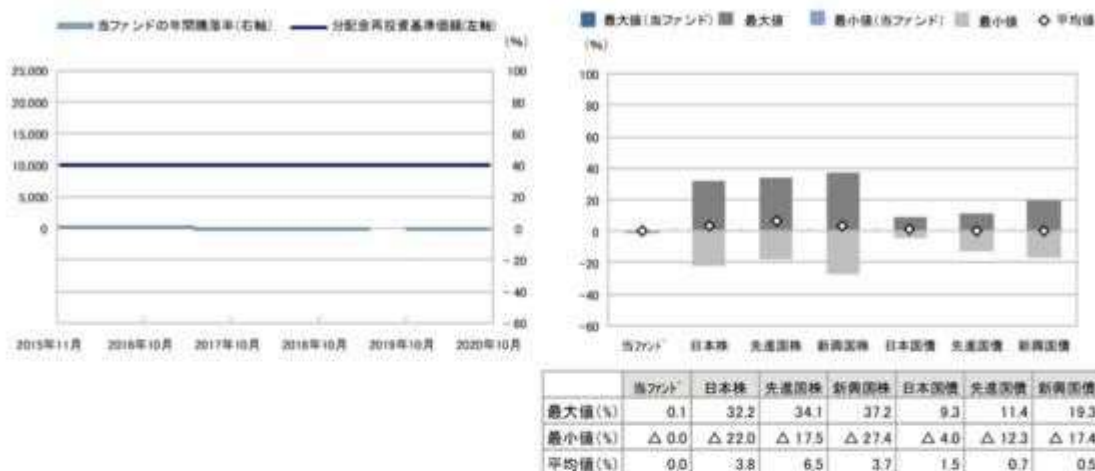 当ファンドの年間騰落率(右軸) 分配金再投資基準価額(左軸)
(%)
25,000 100
20,000 80
15,000 60
10,000 40
5,000 20
0 0
-20
-40
-60
2015年11月 2016年10月 2017年10月 2018年10月 2019年10月 2020年10月
最大値(当ファンド) 最大値 最小値(当ファンド) 最小値 平均値
(%)
100
80
60
40
20
0
-20
-40
-60
当ファンド 日本株 先進国株 新興国株 日本国債 先進国債 新興国債
当ファンド 日本株 先進国株 新興国株 日本国債 先進国債 新興国債
最大値(%) 0.1 32.2 34.1 37.2 9.3 11.4 19.3
最小値(%) △ 0.0 △ 22.0 △ 17.5 △ 27.4 △ 4.0 △ 12.3 △ 17.4
平均値(%) 0.0 3.8 6.5 3.7 1.5 0.7 0.5